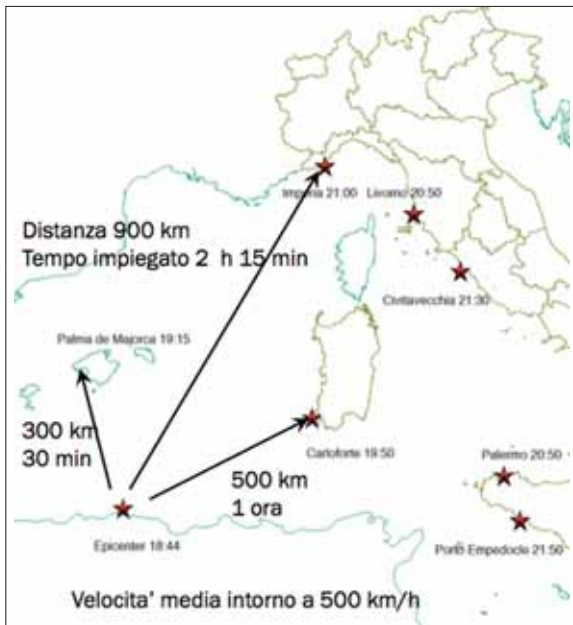 Imperia 21:00
Livorno 20:50
Distanza 900 km
Tempo impiegato 2 h 15 min
Civitavecchia 21:30
Palma de Majorca 19:15
300 km
30 min
Carloforte 19:50
500 km
1 ora
Palermo 20:50
Porto Empedocle 21:50
Epicenter 18:44
Velocita' media intorno a 500 km/h